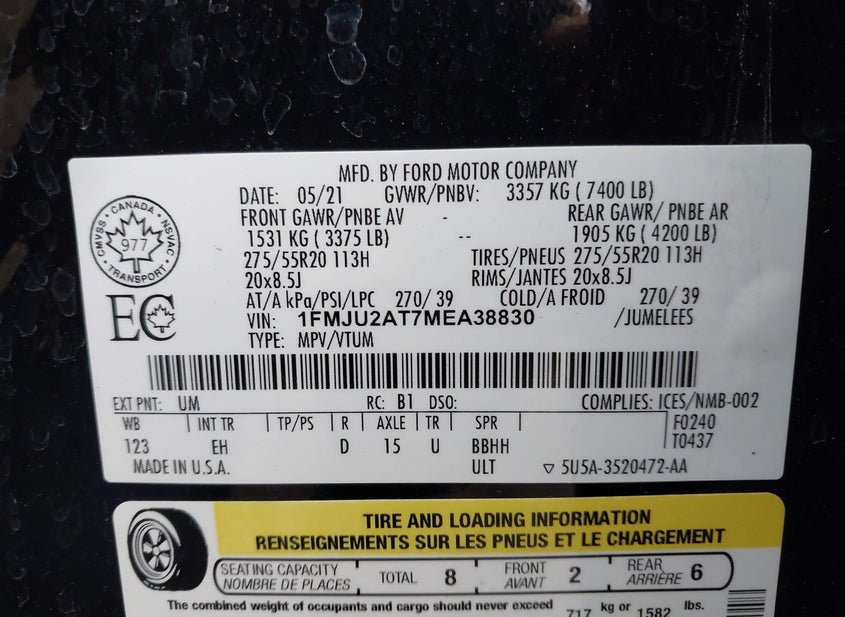 MFD. BY FORD MOTOR COMPANY
DATE: 05/21 GVWR/PNBV: 3357 KG ( 7400 LB)
FRONT GAWR/PNBE AV - REAR GAWR/ PNBE AR
1531 KG ( 3375 LB) -- 1905 KG ( 4200 LB)
275/55R20 113H TIRES/PNEUS 275/55R20 113H
20x8.5J RIMS/JANTES 20x8.5J
AT/A kPa/PSI/LPC 270/ 39 COLD/A FROID 270/ 39
VIN: 1FMJU2AT7MEA38830 /JUMELEES
TYPE: MPV/VTUM
CANADA
CMVSS · NSVAC
977
TRANSPORT
EC
EXT PNT: UM RC: B1 DSO: COMPLIES: ICES/NMB-002
WB INT TR TP/PS R AXLE TR SPR F0240
123 EH D 15 U BBHH T0437
MADE IN U.S.A. ULT ▽ 5U5A-3520472-AA
TIRE AND LOADING INFORMATION
RENSEIGNEMENTS SUR LES PNEUS ET LE CHARGEMENT
SEATING CAPACITY TOTAL 8 FRONT 2 REAR 6
NOMBRE DE PLACES AVANT ARRIÈRE
The combined weight of occupants and cargo should never exceed 717 kg or 1582 lbs.